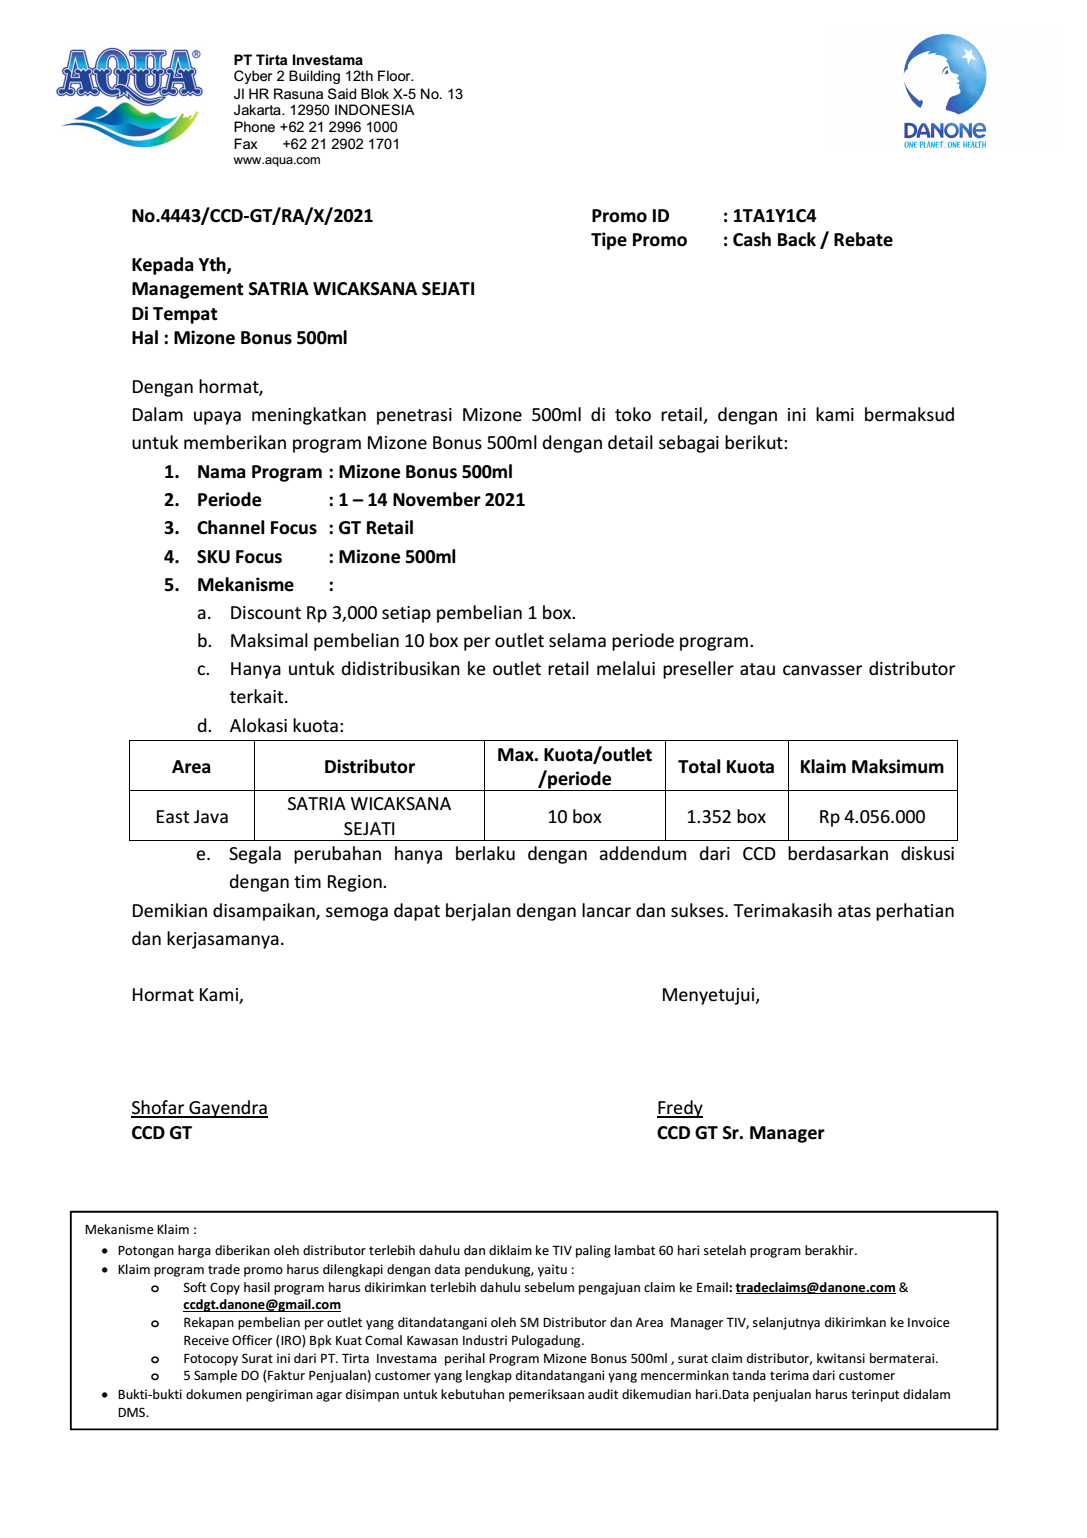 AQUA®
PT Tirta Investama
Cyber 2 Building 12th Floor.
Jl HR Rasuna Said Blok X-5 No. 13
Jakarta. 12950 INDONESIA
Phone +62 21 2996 1000
Fax +62 21 2902 1701
www.aqua.com
DANONE
ONE PLANET. ONE HEALTH
No.4443/CCD-GT/RA/X/2021
Promo ID : 1TA1Y1C4
Tipe Promo : Cash Back / Rebate
Kepada Yth,
Management SATRIA WICAKSANA SEJATI
Di Tempat
Hal : Mizone Bonus 500ml
Dengan hormat,
Dalam upaya meningkatkan penetrasi Mizone 500ml di toko retail, dengan ini kami bermaksud
untuk memberikan program Mizone Bonus 500ml dengan detail sebagai berikut:
1. Nama Program : Mizone Bonus 500ml
2. Periode : 1 – 14 November 2021
3. Channel Focus : GT Retail
4. SKU Focus : Mizone 500ml
5. Mekanisme :
a. Discount Rp 3,000 setiap pembelian 1 box.
b. Maksimal pembelian 10 box per outlet selama periode program.
c. Hanya untuk didistribusikan ke outlet retail melalui preseller atau canvasser distributor
terkait.
d. Alokasi kuota:
Area Distributor Max. Kuota/outlet /periode Total Kuota Klaim Maksimum
East Java SATRIA WICAKSANA SEJATI 10 box 1.352 box Rp 4.056.000
e. Segala perubahan hanya berlaku dengan addendum dari CCD berdasarkan diskusi
dengan tim Region.
Demikian disampaikan, semoga dapat berjalan dengan lancar dan sukses. Terimakasih atas perhatian
dan kerjasamanya.
Hormat Kami, Menyetujui,
Shofar Gayendra Fredy
CCD GT CCD GT Sr. Manager
Mekanisme Klaim :
• Potongan harga diberikan oleh distributor terlebih dahulu dan diklaim ke TIV paling lambat 60 hari setelah program berakhir.
• Klaim program trade promo harus dilengkapi dengan data pendukung, yaitu :
o Soft Copy hasil program harus dikirimkan terlebih dahulu sebelum pengajuan claim ke Email: tradeclaims@danone.com &
ccdgt.danone@gmail.com
o Rekapan pembelian per outlet yang ditandatangani oleh SM Distributor dan Area Manager TIV, selanjutnya dikirimkan ke Invoice
Receive Officer (IRO) Bpk Kuat Comal Kawasan Industri Pulogadung.
o Fotocopy Surat ini dari PT. Tirta Investama perihal Program Mizone Bonus 500ml , surat claim distributor, kwitansi bermaterai.
o 5 Sample DO (Faktur Penjualan) customer yang lengkap ditandatangani yang mencerminkan tanda terima dari customer
• Bukti-bukti dokumen pengiriman agar disimpan untuk kebutuhan pemeriksaan audit dikemudian hari.Data penjualan harus terinput didalam
DMS.